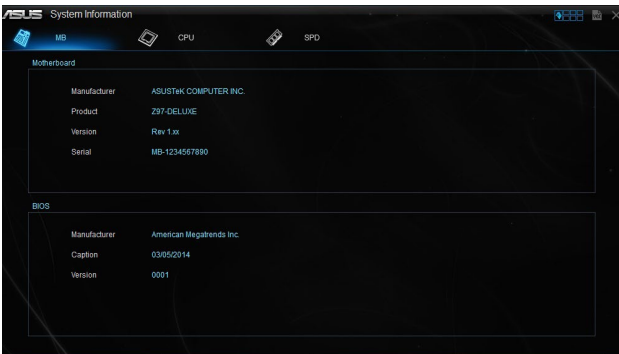 ASUS System Information
MB CPU SPD
Motherboard
Manufacturer ASUSTeK COMPUTER INC.
Product Z97-DELUXE
Version Rev 1.xx
Serial MB-1234567890
BIOS
Manufacturer American Megatrends Inc.
Caption 03/05/2014
Version 0001